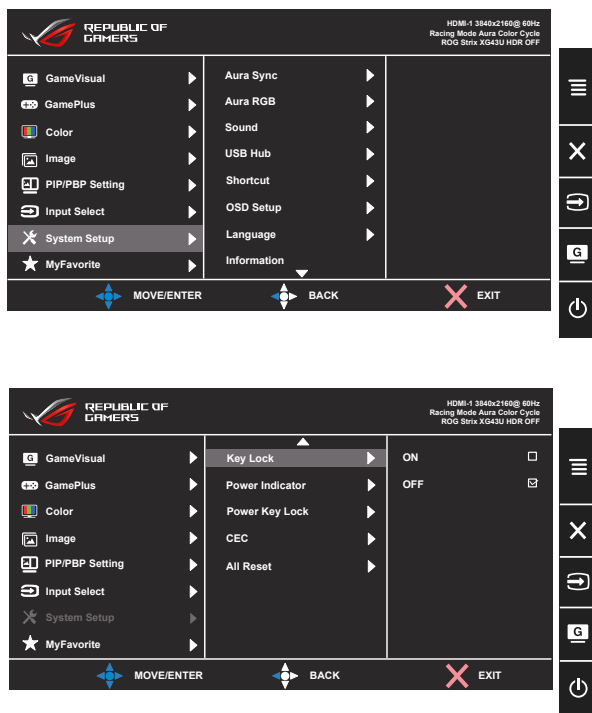 REPUBLIC OF
GAMERS
HDMI-1 3840x2160@ 60Hz
Racing Mode Aura Color Cycle
ROG Strix XG43U HDR OFF
G GameVisual
GamePlus
Color
Image
PIP/PBP Setting
Input Select
System Setup
MyFavorite
Aura Sync
Aura RGB
Sound
USB Hub
Shortcut
OSD Setup
Language
Information
MOVE/ENTER
BACK
EXIT
G
REPUBLIC OF
GAMERS
HDMI-1 3840x2160@ 60Hz
Racing Mode Aura Color Cycle
ROG Strix XG43U HDR OFF
G GameVisual
GamePlus
Color
Image
PIP/PBP Setting
Input Select
System Setup
MyFavorite
Key Lock
Power Indicator
Power Key Lock
CEC
All Reset
ON
OFF
MOVE/ENTER
BACK
EXIT
G